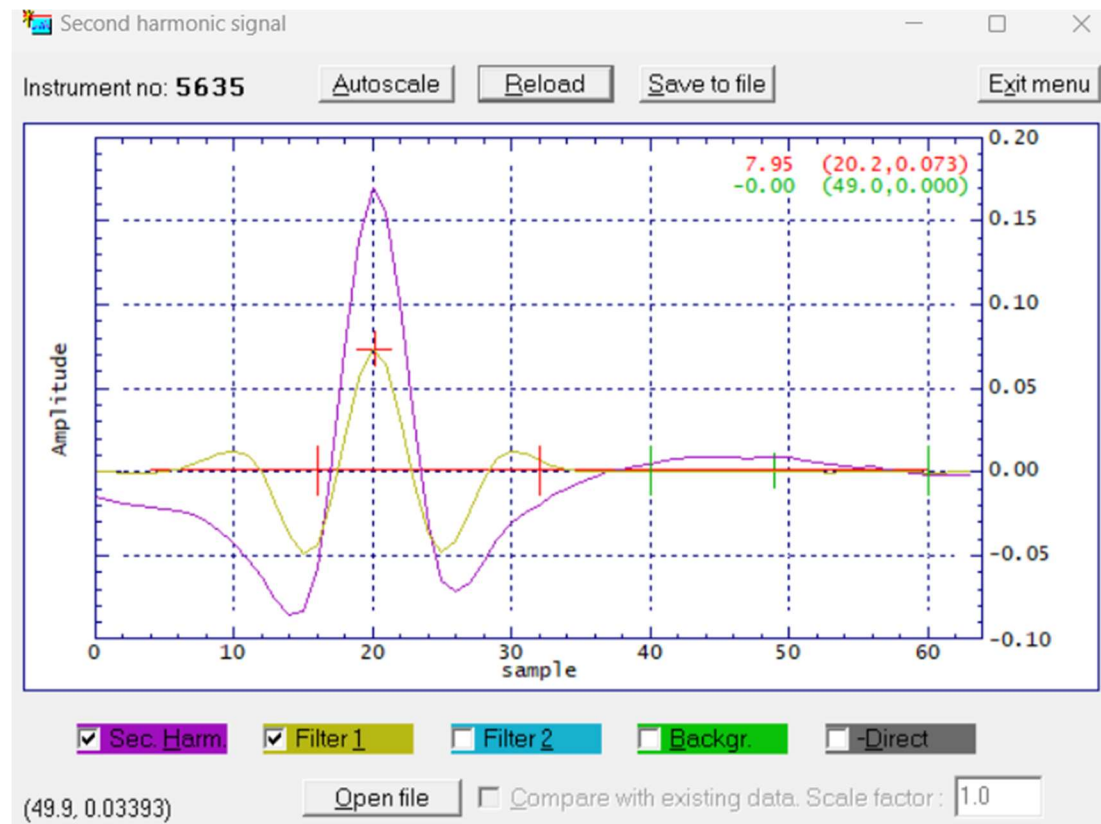 Second harmonic signal
Instrument no: 5635 Autoscale Reload Save to file Exit menu
7.95 (20.2,0.073)
-0.00 (49.0,0.000)
0.20
0.15
0.10
0.05
0.00
-0.05
-0.10
Amplitude
0 10 20 30 40 50 60
sample
Sec. Harm. Filter 1 Filter 2 Backgr. -Direct
(49.9, 0.03393) Open file Compare with existing data. Scale factor : 1.0